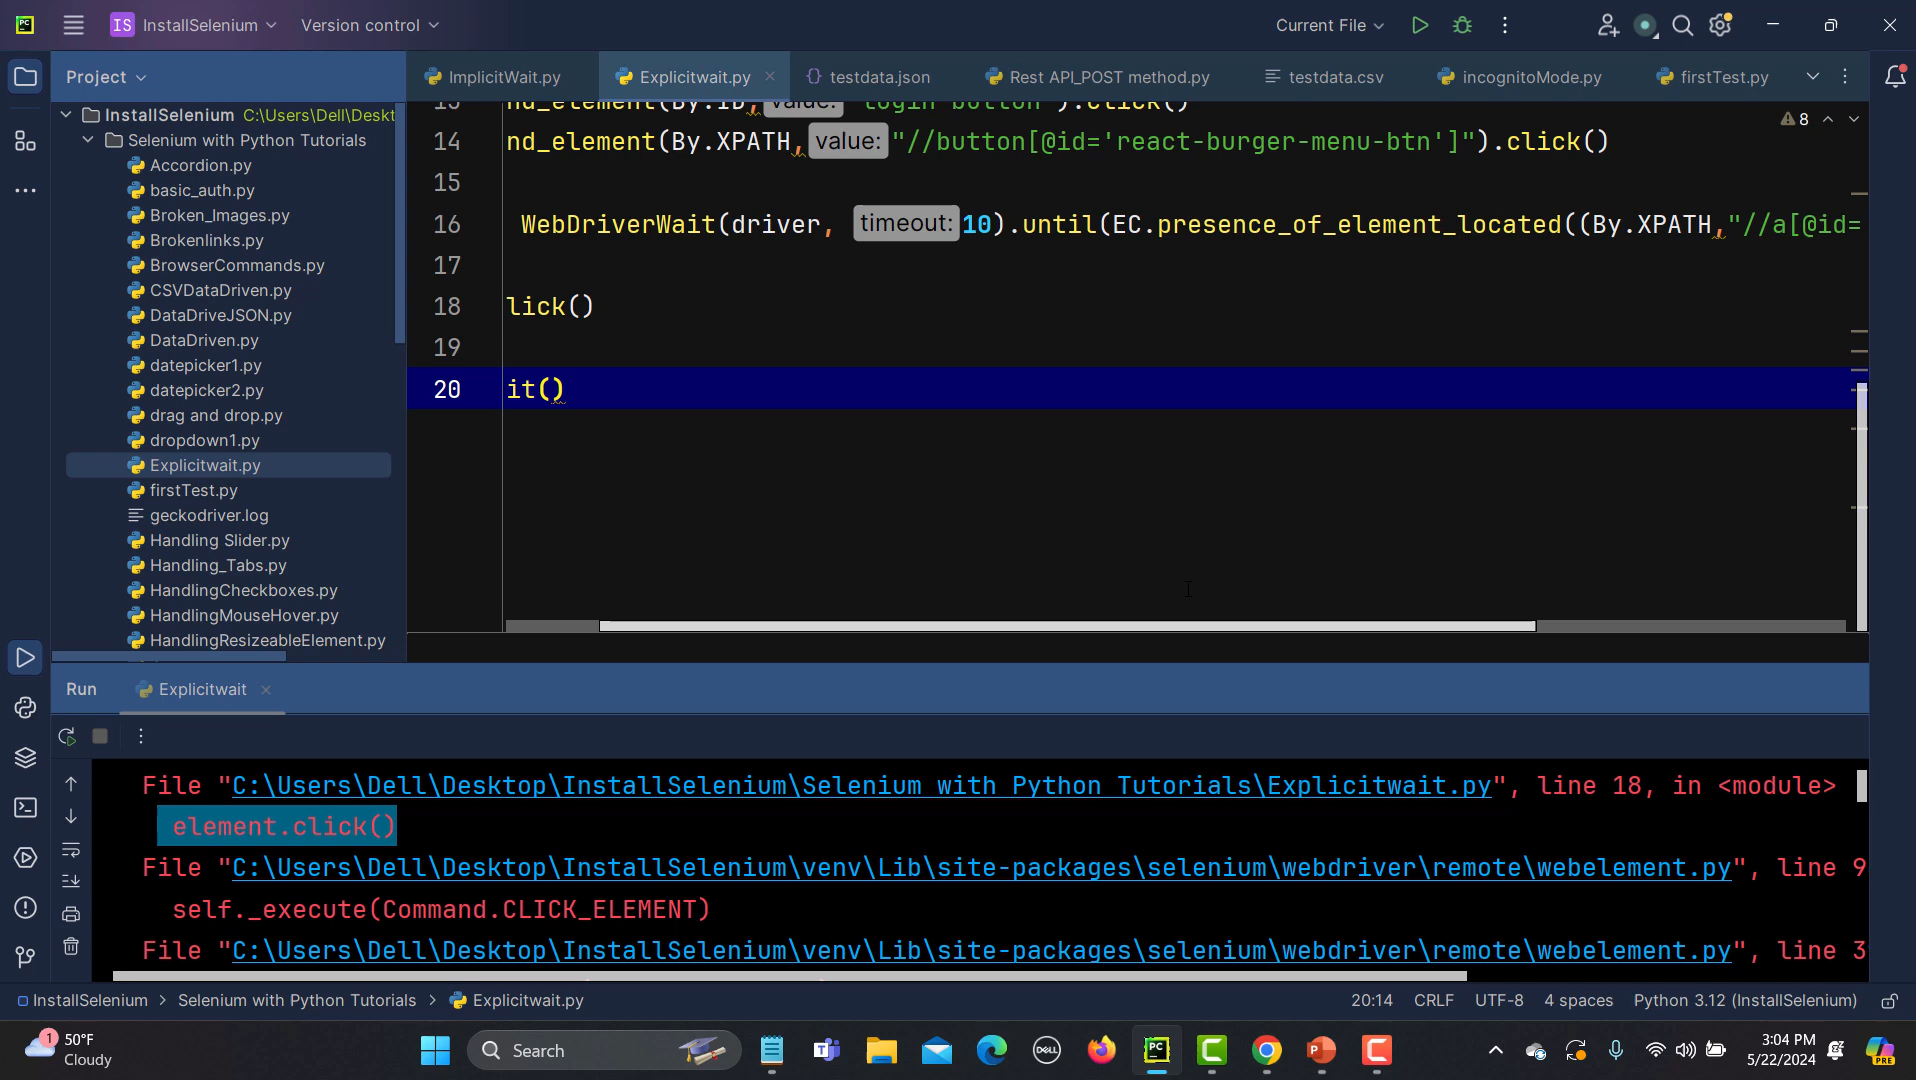 PC
IS InstallSelenium
Version control
Current File
Project
ImplicitWait.py
Explicitwait.py
testdata.json
Rest API_POST method.py
testdata.csv
incognitoMode.py
firstTest.py
InstallSelenium C:\Users\Dell\Deskt
Selenium with Python Tutorials
Accordion.py
basic_auth.py
Broken_Images.py
Brokenlinks.py
BrowserCommands.py
CSVDataDriven.py
DataDriveJSON.py
DataDriven.py
datepicker1.py
datepicker2.py
drag and drop.py
dropdown1.py
Explicitwait.py
firstTest.py
geckodriver.log
Handling Slider.py
Handling_Tabs.py
HandlingCheckboxes.py
HandlingMouseHover.py
HandlingResizeableElement.py
8
14 nd_element(By.XPATH, value: "//button[@id='react-burger-menu-btn']").click()
15
16 WebDriverWait(driver, timeout: 10).until(EC.presence_of_element_located((By.XPATH,"//a[@id=
17
18 lick()
19
20 it()
Run
Explicitwait
File "C:\Users\Dell\Desktop\InstallSelenium\Selenium with Python Tutorials\Explicitwait.py", line 18, in <module>
element.click()
File "C:\Users\Dell\Desktop\InstallSelenium\venv\Lib\site-packages\selenium\webdriver\remote\webelement.py", line 9
self._execute(Command.CLICK_ELEMENT)
File "C:\Users\Dell\Desktop\InstallSelenium\venv\Lib\site-packages\selenium\webdriver\remote\webelement.py", line 3
InstallSelenium > Selenium with Python Tutorials > Explicitwait.py
20:14 CRLF UTF-8 4 spaces Python 3.12 (InstallSelenium)
1
50°F
Cloudy
Search
DELL
PC
3:04 PM
5/22/2024
PRE